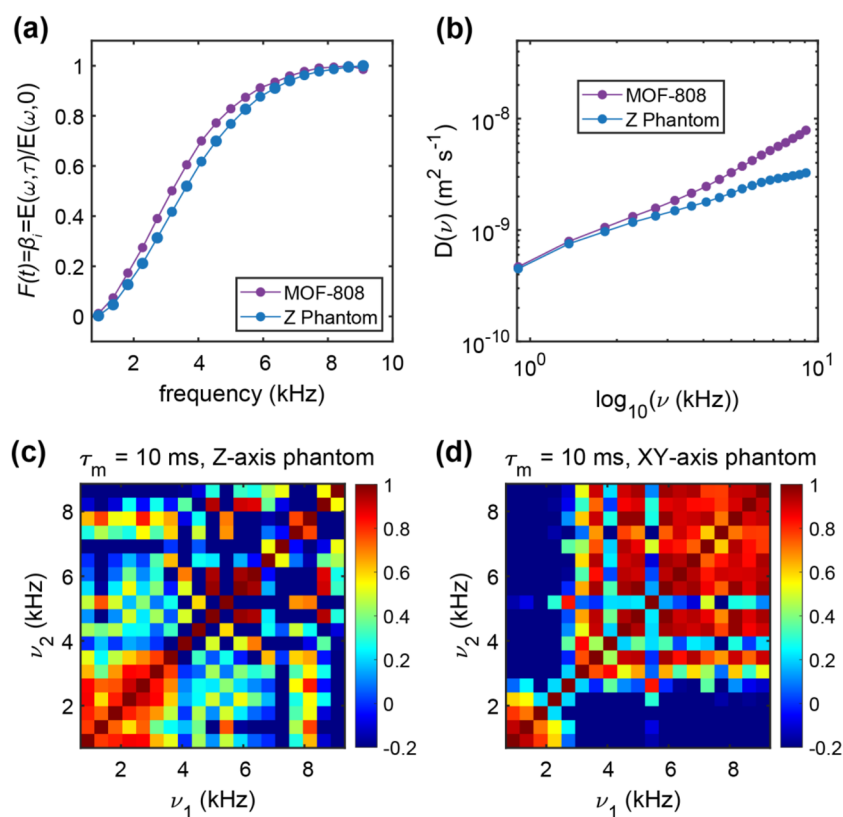 (a)
F(t)=βᵢ=E(ω,τ)/E(ω,0)
1
0.8
0.6
0.4
0.2
0
MOF-808
Z Phantom
2 4 6 8 10
frequency (kHz)
(b)
D(ν) (m² s⁻¹)
10⁻⁸
10⁻⁹
10⁻¹⁰
MOF-808
Z Phantom
10⁰ 10¹
log₁₀(ν (kHz))
(c)
τₘ = 10 ms, Z-axis phantom
ν₂ (kHz)
8
6
4
2
2 4 6 8
ν₁ (kHz)
1
0.8
0.6
0.4
0.2
0
-0.2
(d)
τₘ = 10 ms, XY-axis phantom
ν₂ (kHz)
8
6
4
2
2 4 6 8
ν₁ (kHz)
1
0.8
0.6
0.4
0.2
0
-0.2